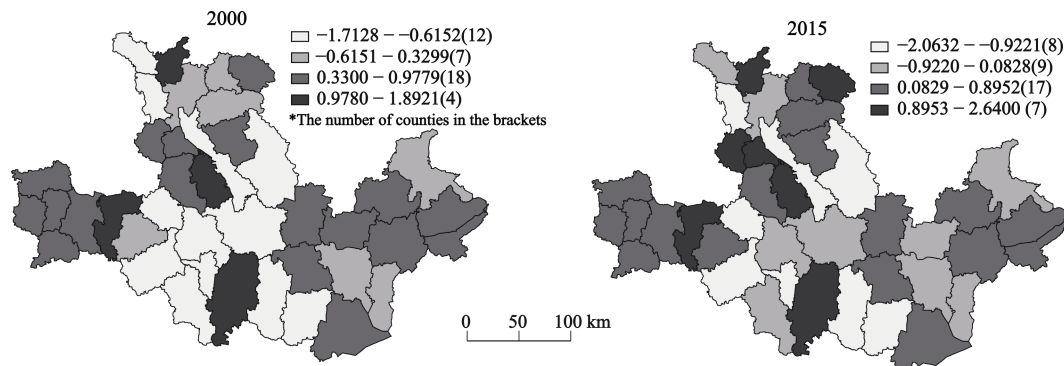 2000
−1.7128 – −0.6152(12)
−0.6151 – 0.3299(7)
0.3300 – 0.9779(18)
0.9780 – 1.8921(4)
*The number of counties in the brackets
2015
−2.0632 – −0.9221(8)
−0.9220 – 0.0828(9)
0.0829 – 0.8952(17)
0.8953 – 2.6400 (7)
0 50 100 km